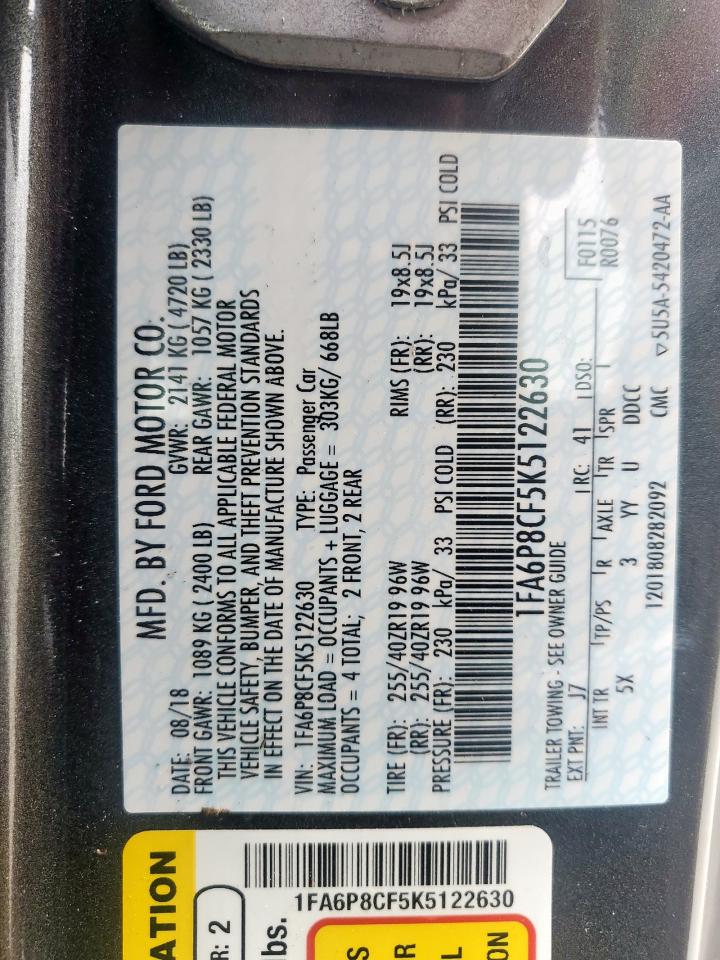 MFD. BY FORD MOTOR CO.
DATE: 08/18 GVWR: 2141 KG ( 4720 LB)
FRONT GAWR: 1089 KG ( 2400 LB) REAR GAWR: 1057 KG ( 2330 LB)
THIS VEHICLE CONFORMS TO ALL APPLICABLE FEDERAL MOTOR
VEHICLE SAFETY, BUMPER, AND THEFT PREVENTION STANDARDS
IN EFFECT ON THE DATE OF MANUFACTURE SHOWN ABOVE.
VIN: 1FA6P8CF5K5122630 TYPE: Passenger Car
MAXIMUM LOAD = OCCUPANTS + LUGGAGE = 303KG/ 668LB
OCCUPANTS = 4 TOTAL; 2 FRONT, 2 REAR
TIRE (FR): 255/40ZR19 96W RIMS (FR): 19x8.5J
(RR): 255/40ZR19 96W (RR): 19x8.5J
PRESSURE (FR): 230 kPa/ 33 PSI COLD (RR): 230 kPa/ 33 PSI COLD
1FA6P8CF5K5122630
TRAILER TOWING - SEE OWNER GUIDE F0115
EXT PNT: J7 RC: 41 DSO: R0076
INT TR TP/PS R AXLE TR SPR
5X 3 YY U DDCC
1201808282092 CMC ▽5U5A-5420472-AA
ATION
R: 2
1FA6P8CF5K5122630
lbs.
S
R
L
ON